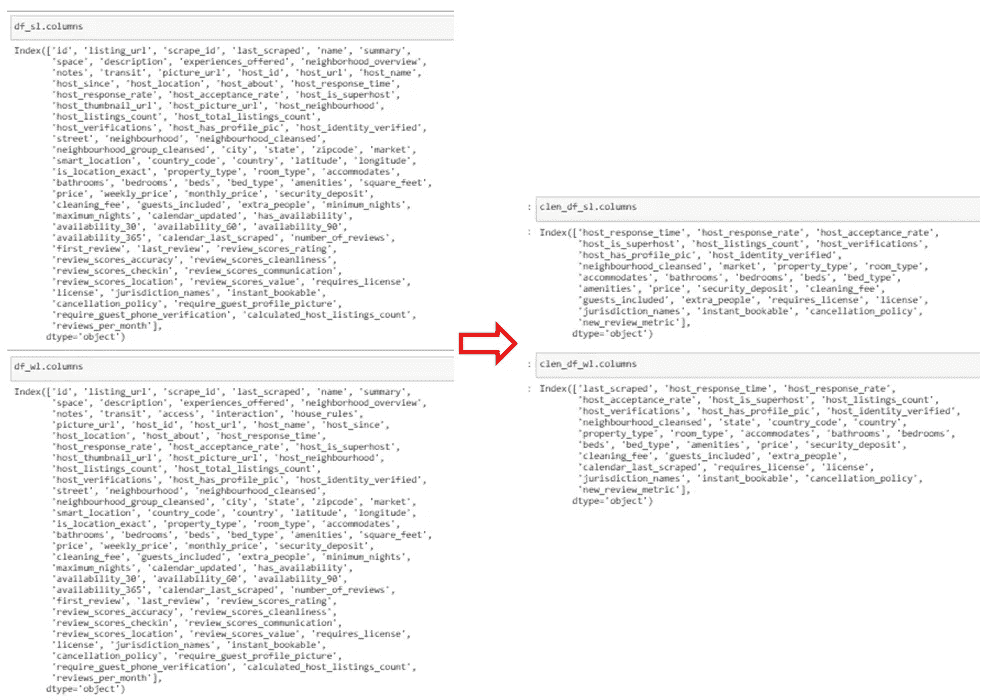 df_sl.columns
Index(['id', 'listing_url', 'scrape_id', 'last_scraped', 'name', 'summary',
'space', 'description', 'experiences_offered', 'neighborhood_overview',
'notes', 'transit', 'picture_url', 'host_id', 'host_url', 'host_name',
'host_since', 'host_location', 'host_about', 'host_response_time',
'host_response_rate', 'host_acceptance_rate', 'host_is_superhost',
'host_thumbnail_url', 'host_picture_url', 'host_neighbourhood',
'host_listings_count', 'host_total_listings_count',
'host_verifications', 'host_has_profile_pic', 'host_identity_verified',
'street', 'neighbourhood', 'neighbourhood_cleansed',
'neighbourhood_group_cleansed', 'city', 'state', 'zipcode', 'market',
'smart_location', 'country_code', 'country', 'latitude', 'longitude',
'is_location_exact', 'property_type', 'room_type', 'accommodates',
'bathrooms', 'bedrooms', 'beds', 'bed_type', 'amenities', 'square_feet',
'price', 'weekly_price', 'monthly_price', 'security_deposit',
'cleaning_fee', 'guests_included', 'extra_people', 'minimum_nights',
'maximum_nights', 'calendar_updated', 'has_availability',
'availability_30', 'availability_60', 'availability_90',
'availability_365', 'calendar_last_scraped', 'number_of_reviews',
'first_review', 'last_review', 'review_scores_rating',
'review_scores_accuracy', 'review_scores_cleanliness',
'review_scores_checkin', 'review_scores_communication',
'review_scores_location', 'review_scores_value', 'requires_license',
'license', 'jurisdiction_names', 'instant_bookable',
'cancellation_policy', 'require_guest_profile_picture',
'require_guest_phone_verification', 'calculated_host_listings_count',
'reviews_per_month'],
dtype='object')
df_wl.columns
Index(['id', 'listing_url', 'scrape_id', 'last_scraped', 'name', 'summary',
'space', 'description', 'experiences_offered', 'neighborhood_overview',
'notes', 'transit', 'access', 'interaction', 'house_rules',
'picture_url', 'host_id', 'host_url', 'host_name', 'host_since',
'host_location', 'host_about', 'host_response_time',
'host_response_rate', 'host_acceptance_rate', 'host_is_superhost',
'host_thumbnail_url', 'host_picture_url', 'host_neighbourhood',
'host_listings_count', 'host_total_listings_count',
'host_verifications', 'host_has_profile_pic', 'host_identity_verified',
'street', 'neighbourhood', 'neighbourhood_cleansed',
'neighbourhood_group_cleansed', 'city', 'state', 'zipcode', 'market',
'smart_location', 'country_code', 'country', 'latitude', 'longitude',
'is_location_exact', 'property_type', 'room_type', 'accommodates',
'bathrooms', 'bedrooms', 'beds', 'bed_type', 'amenities', 'square_feet',
'price', 'weekly_price', 'monthly_price', 'security_deposit',
'cleaning_fee', 'guests_included', 'extra_people', 'minimum_nights',
'maximum_nights', 'calendar_updated', 'has_availability',
'availability_30', 'availability_60', 'availability_90',
'availability_365', 'calendar_last_scraped', 'number_of_reviews',
'first_review', 'last_review', 'review_scores_rating',
'review_scores_accuracy', 'review_scores_cleanliness',
'review_scores_checkin', 'review_scores_communication',
'review_scores_location', 'review_scores_value', 'requires_license',
'license', 'jurisdiction_names', 'instant_bookable',
'cancellation_policy', 'require_guest_profile_picture',
'require_guest_phone_verification', 'calculated_host_listings_count',
'reviews_per_month'],
dtype='object')
: clen_df_sl.columns
: Index(['host_response_time', 'host_response_rate', 'host_acceptance_rate',
'host_is_superhost', 'host_listings_count', 'host_verifications',
'host_has_profile_pic', 'host_identity_verified',
'neighbourhood_cleansed', 'market', 'property_type', 'room_type',
'accommodates', 'bathrooms', 'bedrooms', 'beds', 'bed_type',
'amenities', 'price', 'security_deposit', 'cleaning_fee',
'guests_included', 'extra_people', 'requires_license', 'license',
'jurisdiction_names', 'instant_bookable', 'cancellation_policy',
'new_review_metric'],
dtype='object')
: clen_df_wl.columns
: Index(['last_scraped', 'host_response_time', 'host_response_rate',
'host_acceptance_rate', 'host_is_superhost', 'host_listings_count',
'host_verifications', 'host_has_profile_pic', 'host_identity_verified',
'neighbourhood_cleansed', 'state', 'country_code', 'country',
'property_type', 'room_type', 'accommodates', 'bathrooms', 'bedrooms',
'beds', 'bed_type', 'amenities', 'price', 'security_deposit',
'cleaning_fee', 'guests_included', 'extra_people',
'calendar_last_scraped', 'requires_license', 'license',
'jurisdiction_names', 'instant_bookable', 'cancellation_policy',
'new_review_metric'],
dtype='object')